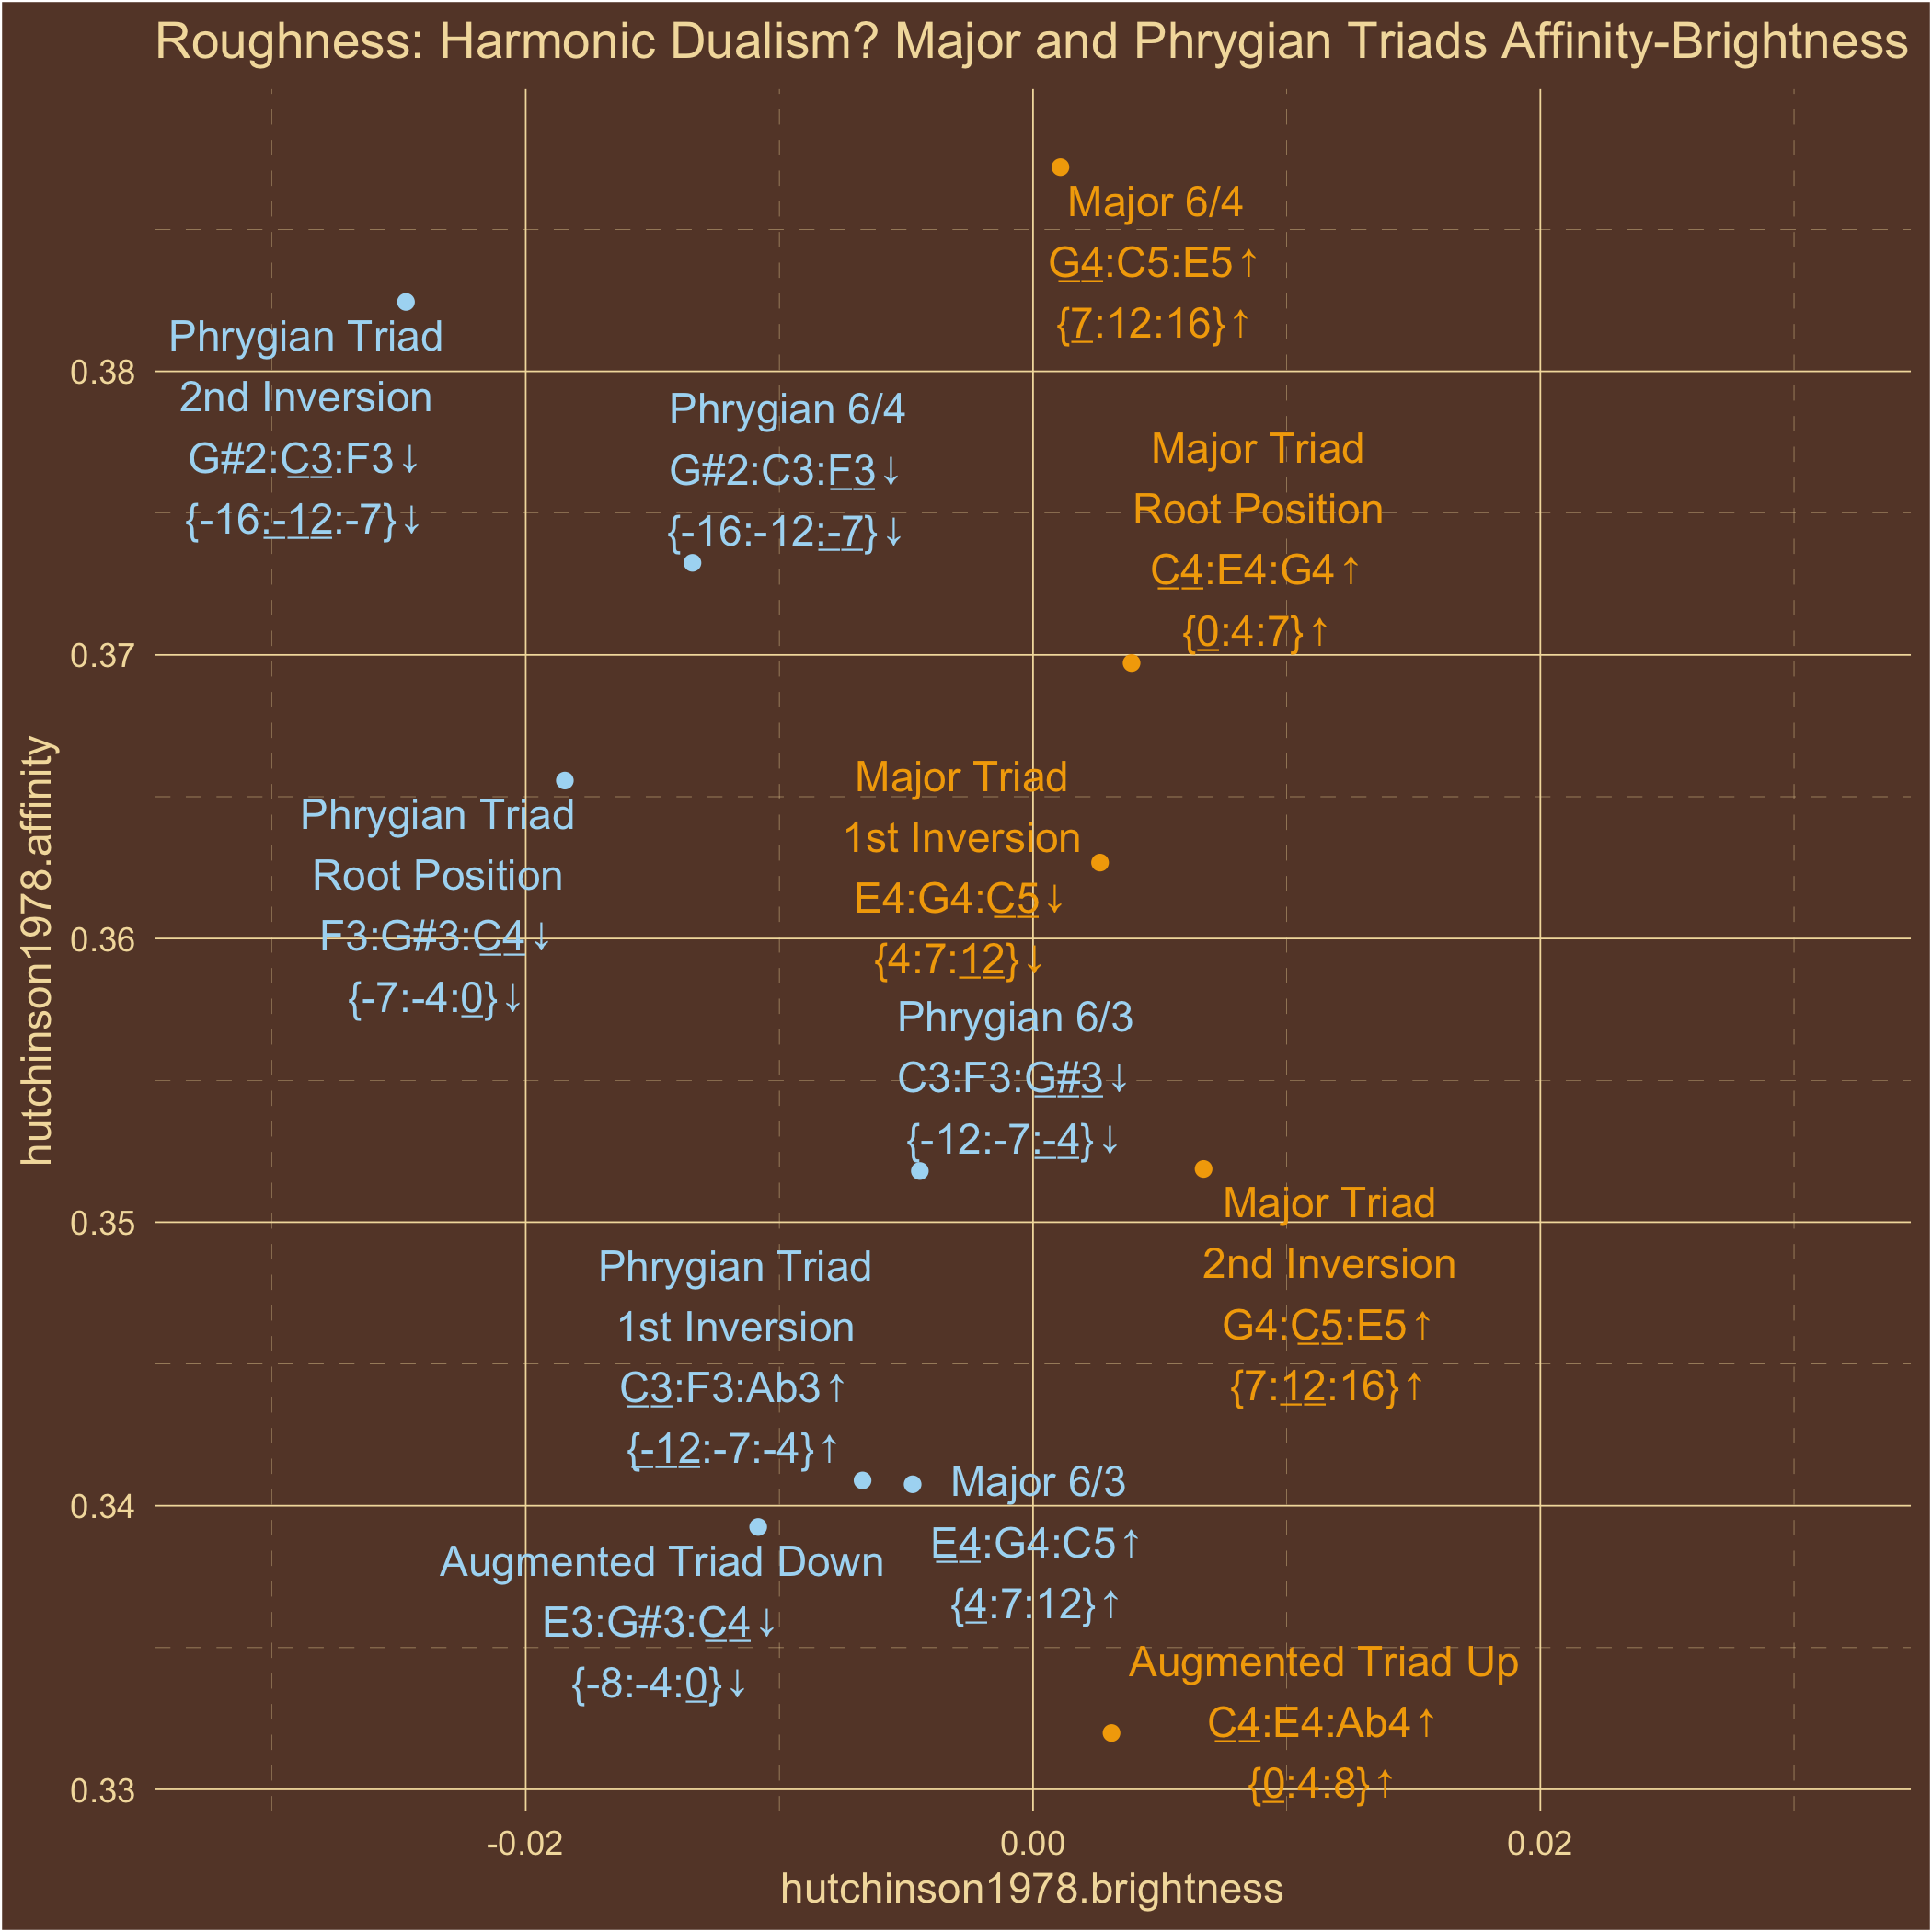 Roughness: Harmonic Dualism? Major and Phrygian Triads Affinity-Brightness
Major 6/4
G4:C5:E5↑
{7:12:16}↑
Phrygian Triad
2nd Inversion
G#2:C3:F3↓
{-16:-12:-7}↓
Phrygian 6/4
G#2:C3:F3↓
{-16:-12:-7}↓
Major Triad
Root Position
C4:E4:G4↑
{0:4:7}↑
Phrygian Triad
Root Position
F3:G#3:C4↓
{-7:-4:0}↓
Major Triad
1st Inversion
E4:G4:C5↓
{4:7:12}↓
Phrygian 6/3
C3:F3:G#3↓
{-12:-7:-4}↓
Major Triad
2nd Inversion
G4:C5:E5↑
{7:12:16}↑
Phrygian Triad
1st Inversion
C3:F3:Ab3↑
{-12:-7:-4}↑
Major 6/3
E4:G4:C5↑
{4:7:12}↑
Augmented Triad Down
E3:G#3:C4↓
{-8:-4:0}↓
Augmented Triad Up
C4:E4:Ab4↑
{0:4:8}↑
0.38
0.37
0.36
0.35
0.34
0.33
hutchinson1978.affinity
-0.02
0.00
0.02
hutchinson1978.brightness